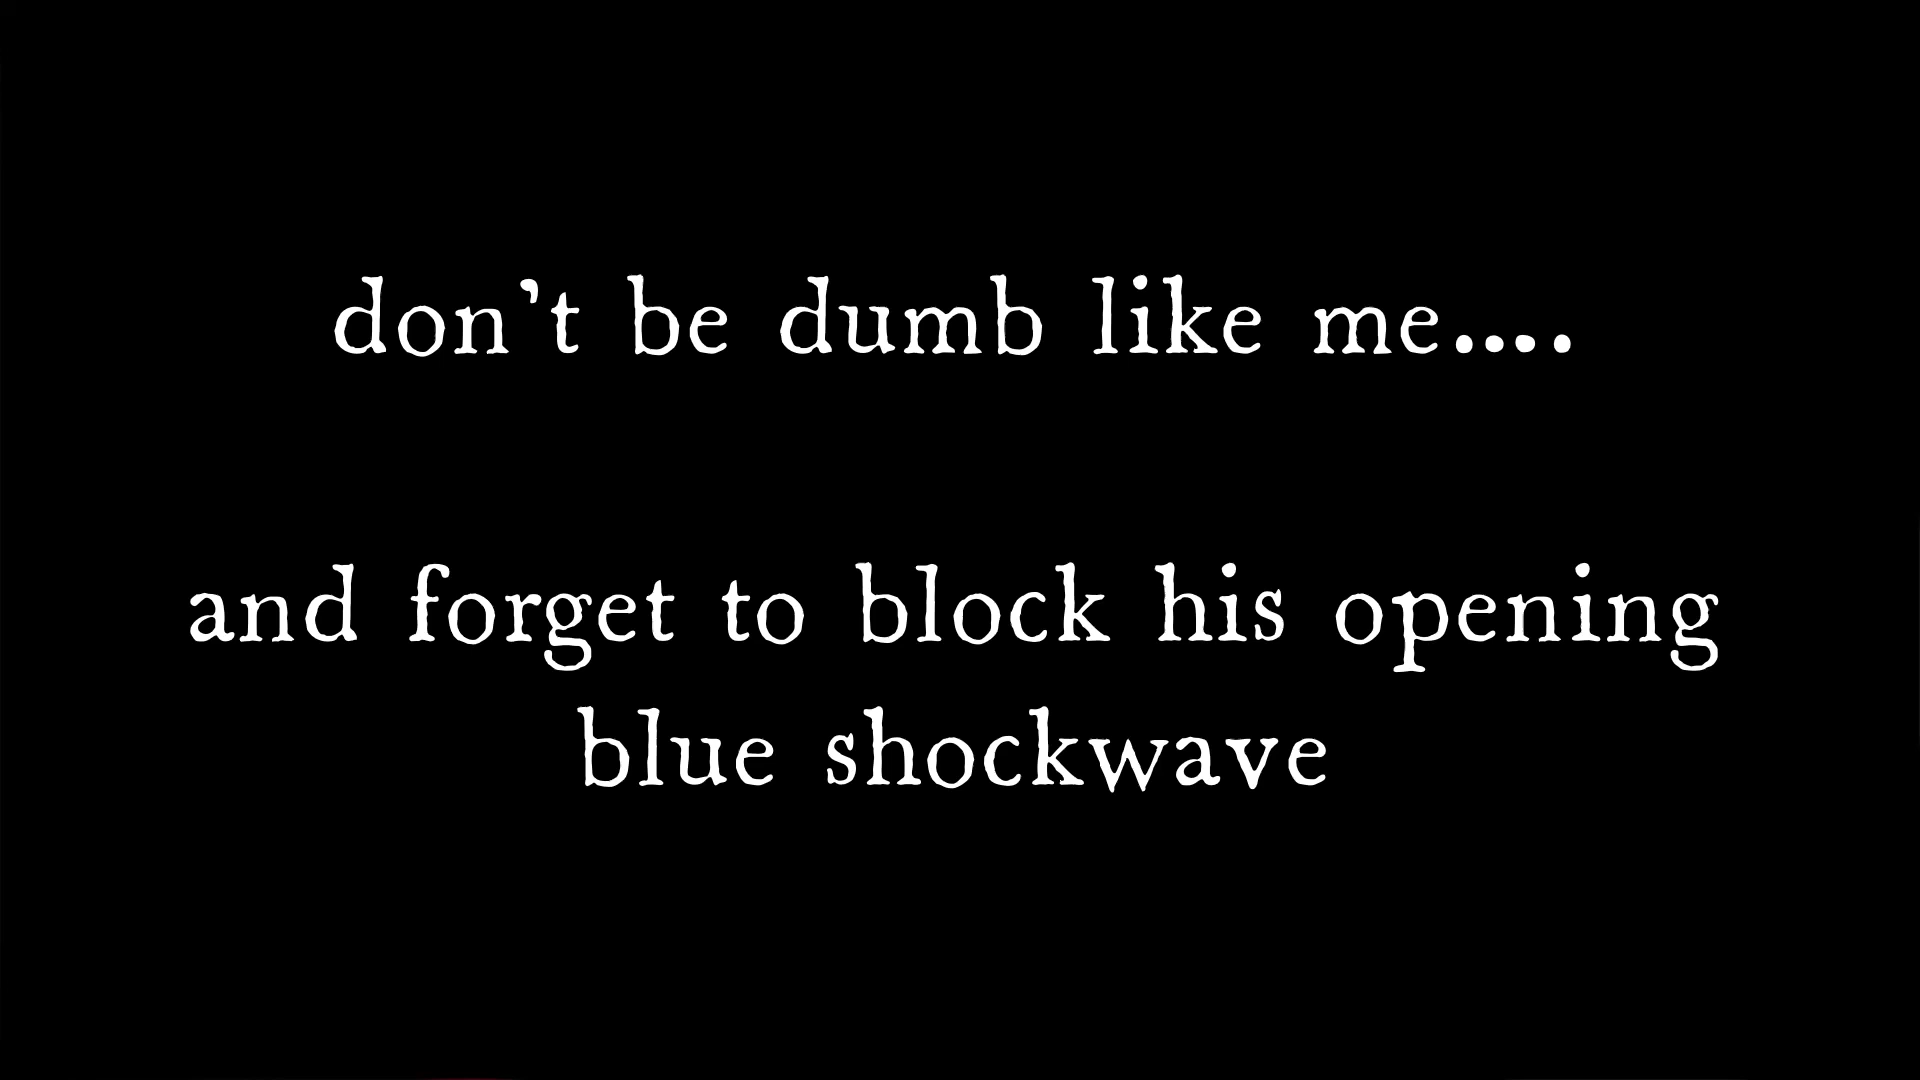 don't be dumb like me....
and forget to block his opening
blue shockwave